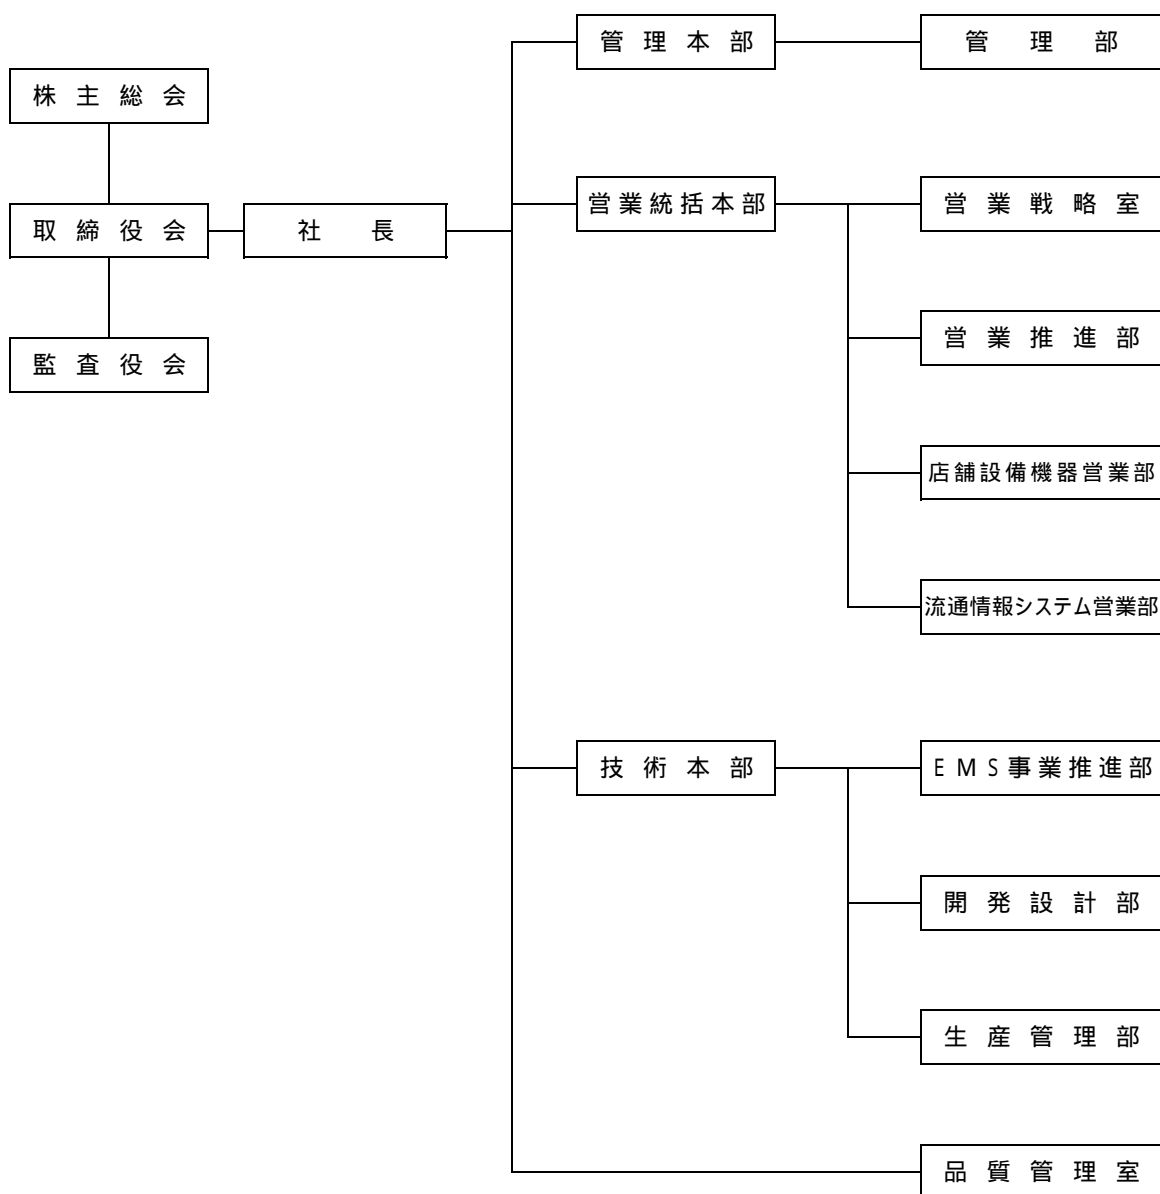 株主総会
取締役会
監査役会
社長
管理本部
管理部
営業統括本部
営業戦略室
営業推進部
店舗設備機器営業部
流通情報システム営業部
技術本部
EMS事業推進部
開発設計部
生産管理部
品質管理室